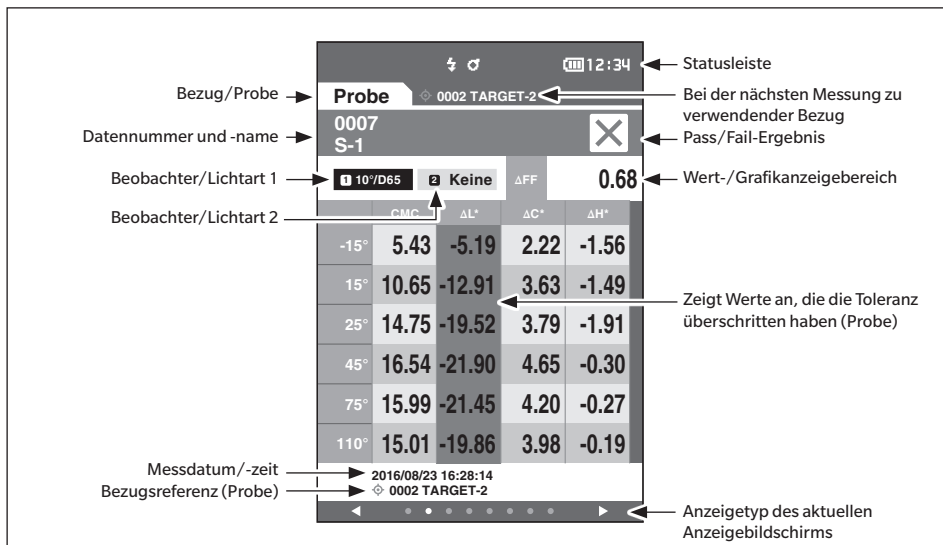 12:34
Statusleiste
Bezug/Probe
Probe
0002 TARGET-2
Bei der nächsten Messung zu
verwendender Bezug
Datennummer und -name
0007
S-1
Pass/Fail-Ergebnis
Beobachter/Lichtart 1
1 10°/D65
2 Keine
ΔFF
0.68
Wert-/Grafikanzeigebereich
Beobachter/Lichtart 2
CMC ΔL* ΔC* ΔH*
-15° 5.43 -5.19 2.22 -1.56
15° 10.65 -12.91 3.63 -1.49
25° 14.75 -19.52 3.79 -1.91
45° 16.54 -21.90 4.65 -0.30
75° 15.99 -21.45 4.20 -0.27
110° 15.01 -19.86 3.98 -0.19
Zeigt Werte an, die die Toleranz
überschritten haben (Probe)
Messdatum/-zeit
2016/08/23 16:28:14
Bezugsreferenz (Probe)
0002 TARGET-2
Anzeigetyp des aktuellen
Anzeigebildschirms